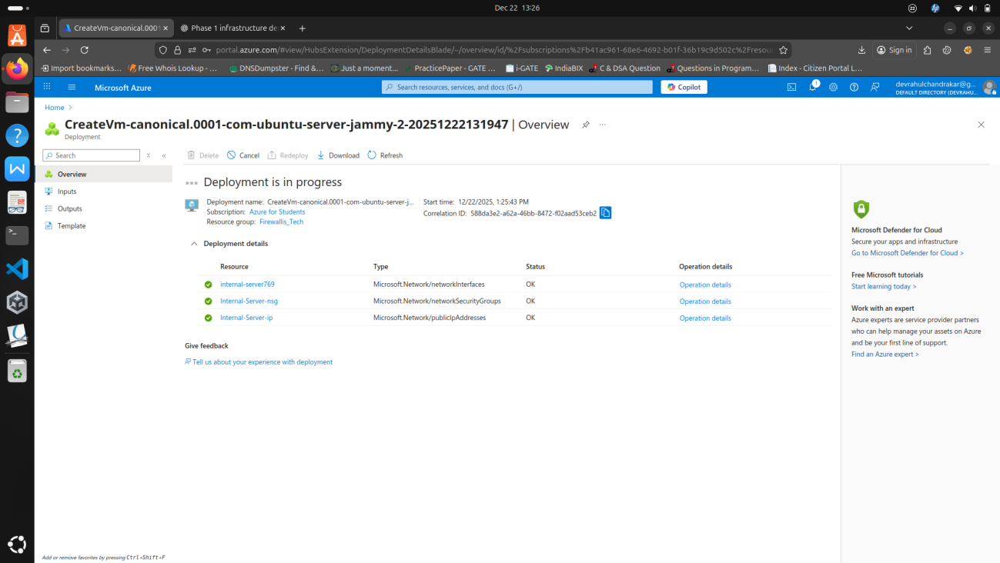 Dec 22 13:26
CreateVm-canonical.0001
Phase 1 infrastructure de
portal.azure.com/#view/HubsExtension/DeploymentDetailsBlade/~/overview/id/%2Fsubscriptions%2Fb41ac961-68e6-4692-b01f-36b19c9d502c%2Fresour
Sign in
Import bookmarks...
Free Whois Lookup - ...
DNSDumpster - Find &...
Just a moment...
PracticePaper - GATE ...
i-GATE
IndiaBIX
C & DSA Question
Questions in Program...
Index - Citizen Portal L...
Microsoft Azure
Search resources, services, and docs (G+/)
Copilot
1
devrahulchandrakar@g...
DEFAULT DIRECTORY (DEVRAHU...
Home
CreateVm-canonical.0001-com-ubuntu-server-jammy-2-20251222131947 | Overview
Deployment
Search
Delete
Cancel
Redeploy
Download
Refresh
Overview
Inputs
Outputs
Template
Deployment is in progress
Deployment name: CreateVm-canonical.0001-com-ubuntu-server-j...
Start time: 12/22/2025, 1:25:43 PM
Subscription: Azure for Students
Correlation ID: 588da3e2-a62a-46bb-8472-f02aad53ceb2
Resource group: Firewallis_Tech
Deployment details
Resource Type Status Operation details
internal-server769 Microsoft.Network/networkInterfaces OK Operation details
Internal-Server-nsg Microsoft.Network/networkSecurityGroups OK Operation details
Internal-Server-ip Microsoft.Network/publicIpAddresses OK Operation details
Give feedback
Tell us about your experience with deployment
Microsoft Defender for Cloud
Secure your apps and infrastructure
Go to Microsoft Defender for Cloud >
Free Microsoft tutorials
Start learning today >
Work with an expert
Azure experts are service provider partners
who can help manage your assets on Azure
and be your first line of support.
Find an Azure expert >
Add or remove favorites by pressing Ctrl+Shift+F